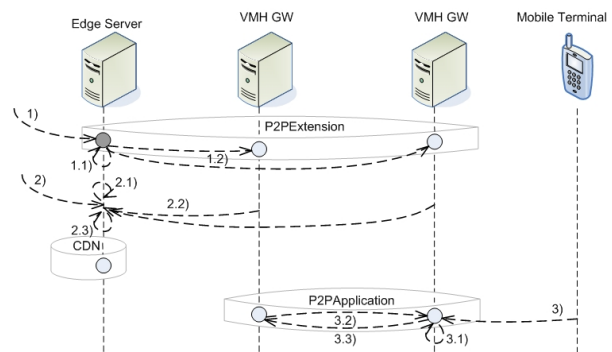 Edge Server
VMH GW
VMH GW
Mobile Terminal
1)
P2PExtension
1.1)
1.2)
2)
2.1)
2.2)
2.3)
CDN
P2PApplication
3)
3.2)
3.3)
3.1)